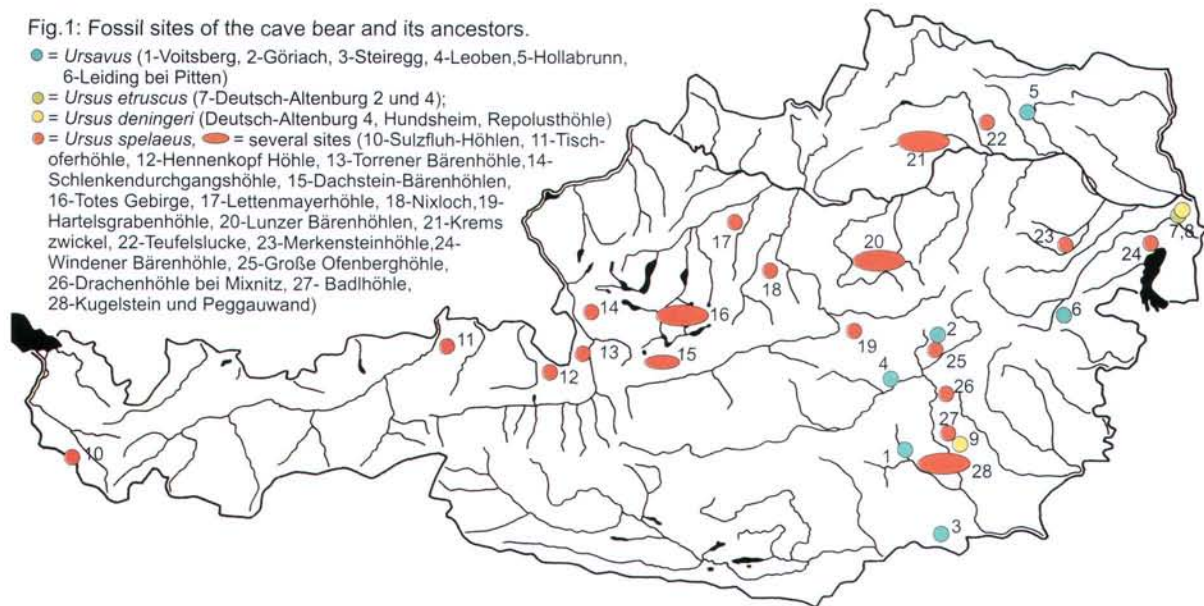 Fig.1: Fossil sites of the cave bear and its ancestors.
= Ursavus (1-Voitsberg, 2-Göriach, 3-Steiregg, 4-Leoben,5-Hollabrunn,
6-Leiding bei Pitten)
= Ursus etruscus (7-Deutsch-Altenburg 2 und 4);
= Ursus deningeri (Deutsch-Altenburg 4, Hundsheim, Repolusthöhle)
= Ursus spelaeus, = several sites (10-Sulzfluh-Höhlen, 11-Tisch-
oferhöhle, 12-Hennenkopf Höhle, 13-Torrener Bärenhöhle,14-
Schlenkendurchgangshöhle, 15-Dachstein-Bärenhöhlen,
16-Totes Gebirge, 17-Lettenmayerhöhle, 18-Nixloch,19-
Hartelsgrabenhöhle, 20-Lunzer Bärenhöhlen, 21-Krems
zwickel, 22-Teufelslucke, 23-Merkensteinhöhle,24-
Windener Bärenhöhle, 25-Große Ofenberghöhle,
26-Drachenhöhle bei Mixnitz, 27- Badlhöhle,
28-Kugelstein und Peggauwand)
5
22
21
7,8
17
20
23
24
18
14
16
6
11
19
2
13
15
25
12
4
26
27
9
10
1
28
3